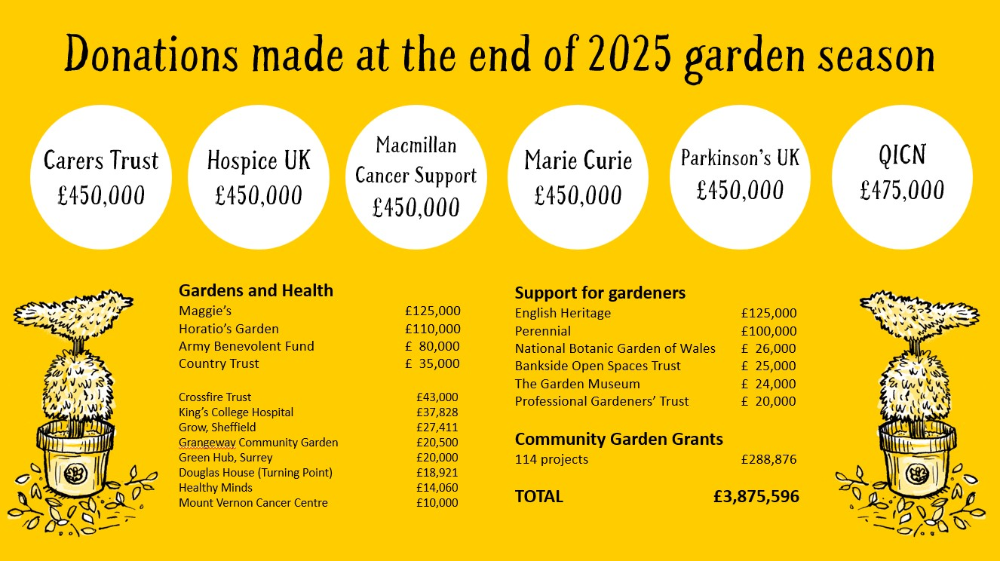 Donations made at the end of 2025 garden season
Carers Trust
£450,000
Hospice UK
£450,000
Macmillan
Cancer Support
£450,000
Marie Curie
£450,000
Parkinson's UK
£450,000
QICN
£475,000
Gardens and Health
Maggie's £125,000
Horatio's Garden £110,000
Army Benevolent Fund £ 80,000
Country Trust £ 35,000
Crossfire Trust £43,000
King's College Hospital £37,828
Grow, Sheffield £27,411
Grangeway Community Garden £20,500
Green Hub, Surrey £20,000
Douglas House (Turning Point) £18,921
Healthy Minds £14,060
Mount Vernon Cancer Centre £10,000
Support for gardeners
English Heritage £125,000
Perennial £100,000
National Botanic Garden of Wales £ 26,000
Bankside Open Spaces Trust £ 25,000
The Garden Museum £ 24,000
Professional Gardeners' Trust £ 20,000
Community Garden Grants
114 projects £288,876
TOTAL £3,875,596